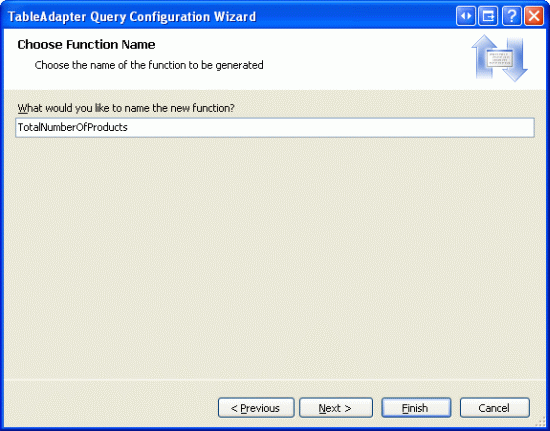 TableAdapter Query Configuration Wizard
Choose Function Name
Choose the name of the function to be generated
What would you like to name the new function?
TotalNumberOfProducts
< Previous
Next >
Finish
Cancel